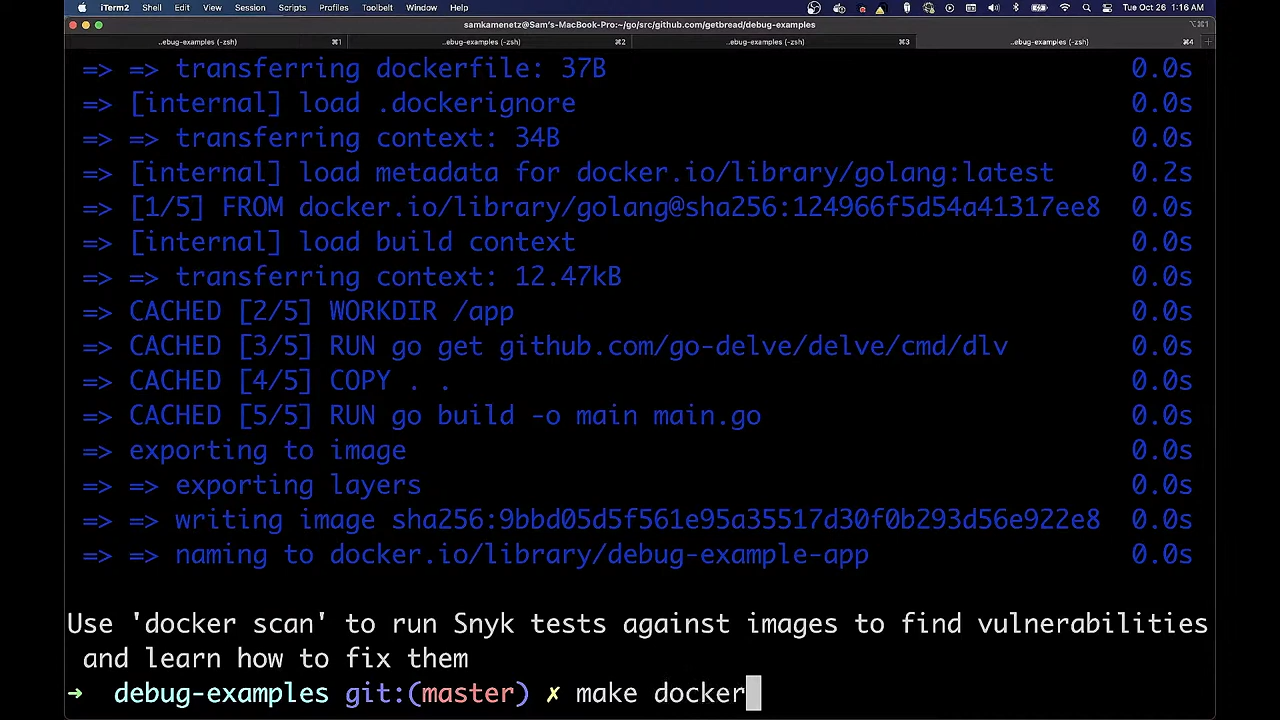 iTerm2 Shell Edit View Session Scripts Profiles Toolbelt Window Help Tue Oct 26 1:16 AM
samkamenetz@Sam's-MacBook-Pro:~/go/src/github.com/getbread/debug-examples ⌥⌘1
..ebug-examples (-zsh) ⌘1 ..ebug-examples (-zsh) ⌘2 ..ebug-examples (-zsh) ⌘3 ..ebug-examples (-zsh) ⌘4
=> => transferring dockerfile: 37B 0.0s
=> [internal] load .dockerignore 0.0s
=> => transferring context: 34B 0.0s
=> [internal] load metadata for docker.io/library/golang:latest 0.2s
=> [1/5] FROM docker.io/library/golang@sha256:124966f5d54a41317ee8 0.0s
=> [internal] load build context 0.0s
=> => transferring context: 12.47kB 0.0s
=> CACHED [2/5] WORKDIR /app 0.0s
=> CACHED [3/5] RUN go get github.com/go-delve/delve/cmd/dlv 0.0s
=> CACHED [4/5] COPY . . 0.0s
=> CACHED [5/5] RUN go build -o main main.go 0.0s
=> exporting to image 0.0s
=> => exporting layers 0.0s
=> => writing image sha256:9bbd05d5f561e95a35517d30f0b293d56e922e8 0.0s
=> => naming to docker.io/library/debug-example-app 0.0s
Use 'docker scan' to run Snyk tests against images to find vulnerabilities
and learn how to fix them
➜ debug-examples git:(master) ✗ make docker